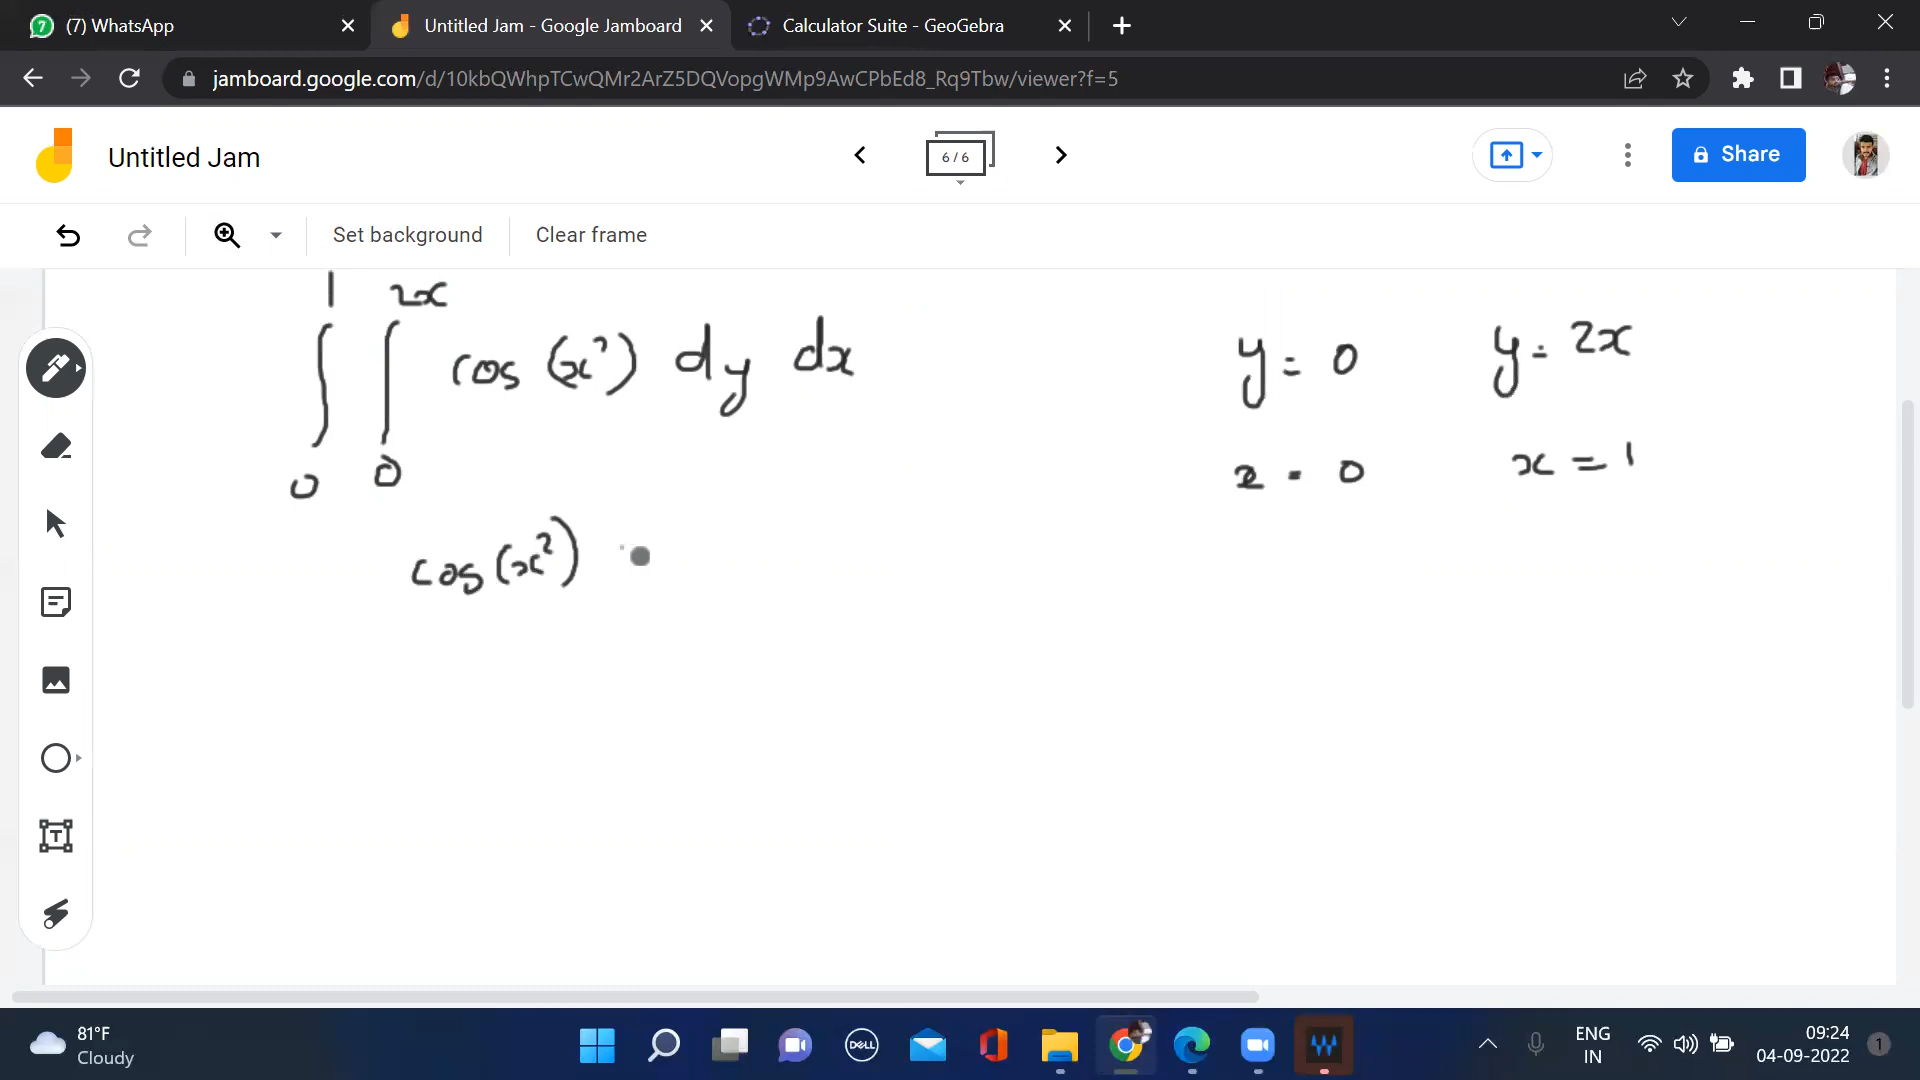 (7) WhatsApp
Untitled Jam - Google Jamboard
Calculator Suite - GeoGebra
jamboard.google.com/d/10kbQWhpTCwQMr2ArZ5DQVopgWMp9AwCPbEd8_Rq9Tbw/viewer?f=5
Untitled Jam
6 / 6
Share
Set background
Clear frame
1 2x
∫ ∫ cos (x²) dy dx
0 0
y = 0 y = 2x
x = 0 x = 1
cos (x²)
81°F
Cloudy
DELL
ENG
IN
09:24
04-09-2022
1